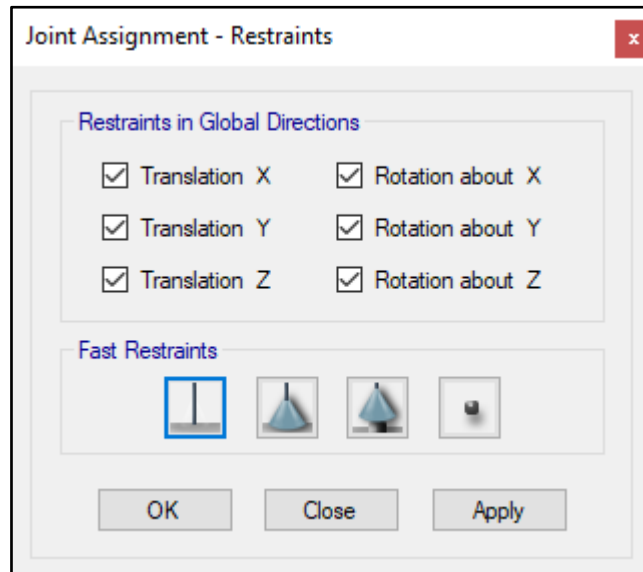 Joint Assignment - Restraints
x
Restraints in Global Directions
Translation X
Rotation about X
Translation Y
Rotation about Y
Translation Z
Rotation about Z
Fast Restraints
OK
Close
Apply